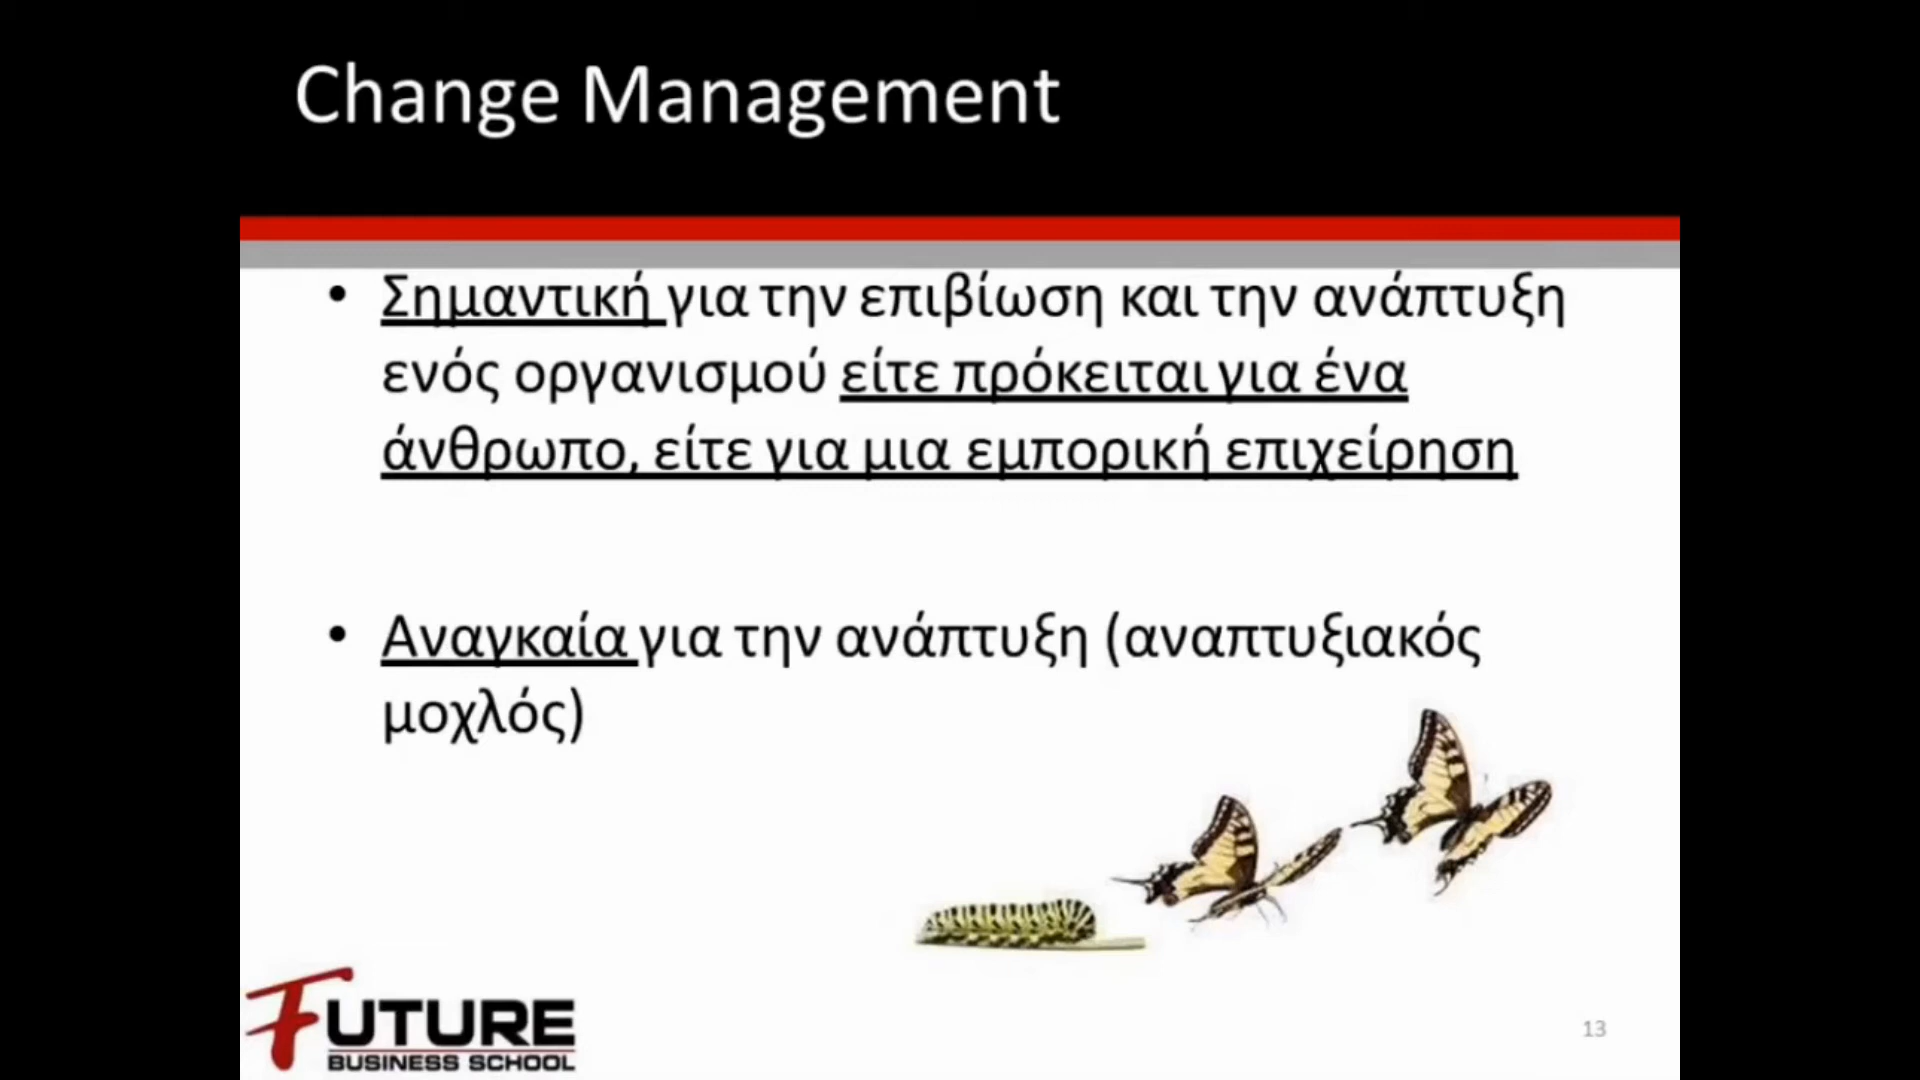 Change Management
• Σημαντική για την επιβίωση και την ανάπτυξη
ενός οργανισμού είτε πρόκειται για ένα
άνθρωπο, είτε για μια εμπορική επιχείρηση
• Αναγκαία για την ανάπτυξη (αναπτυξιακός
μοχλός)
FUTURE
BUSINESS SCHOOL
13